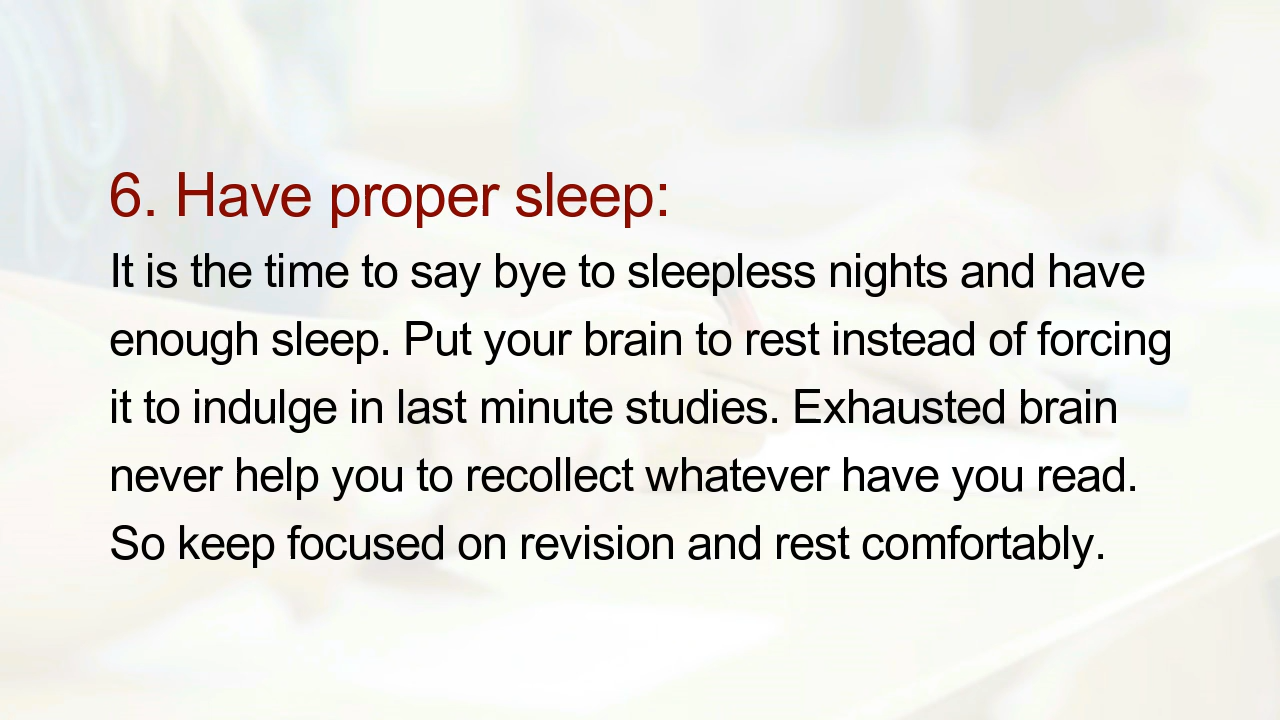 6. Have proper sleep:
It is the time to say bye to sleepless nights and have
enough sleep. Put your brain to rest instead of forcing
it to indulge in last minute studies. Exhausted brain
never help you to recollect whatever have you read.
So keep focused on revision and rest comfortably.